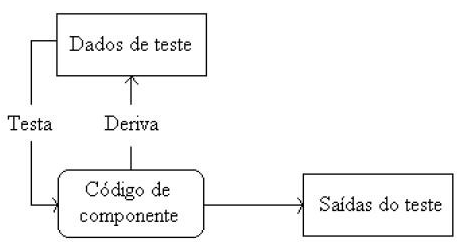 Dados de teste
Testa
Deriva
Código de
componente
Saídas do teste